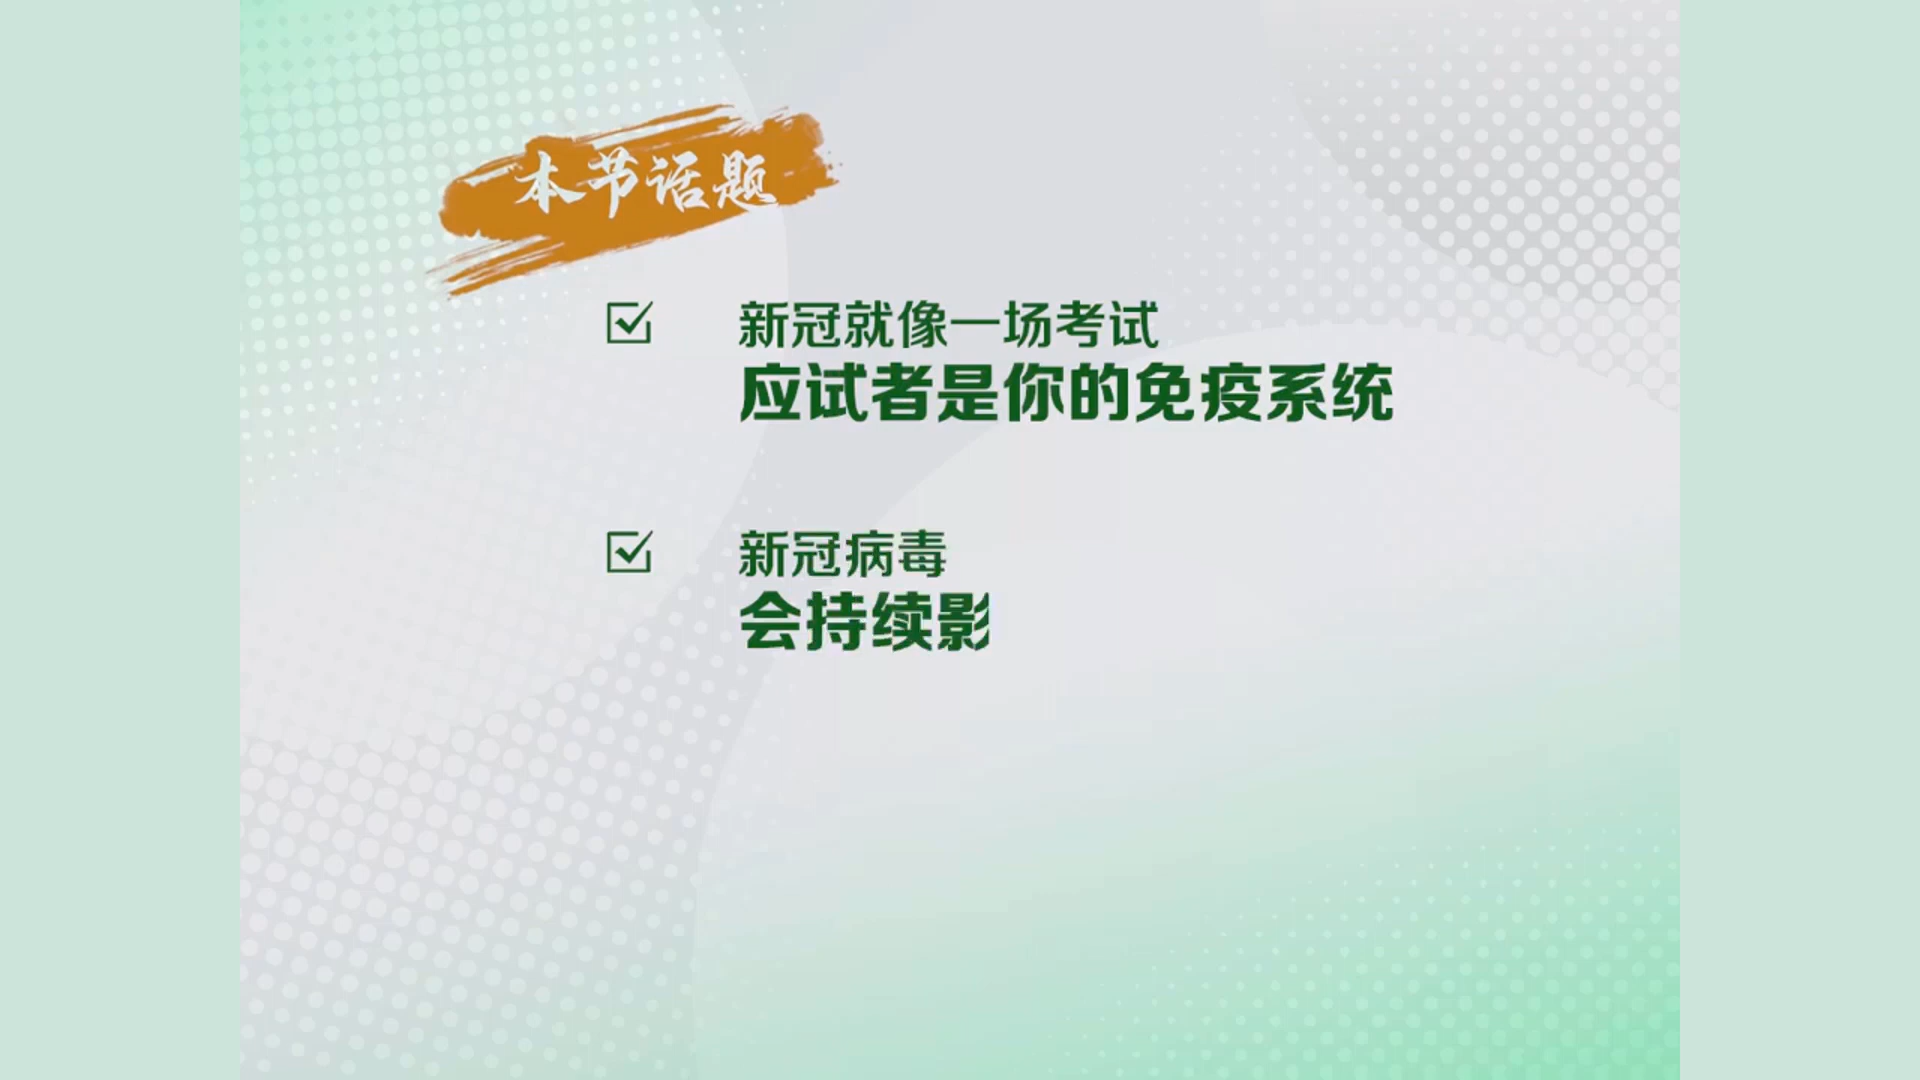 本节话题
新冠就像一场考试
应试者是你的免疫系统
新冠病毒
会持续影